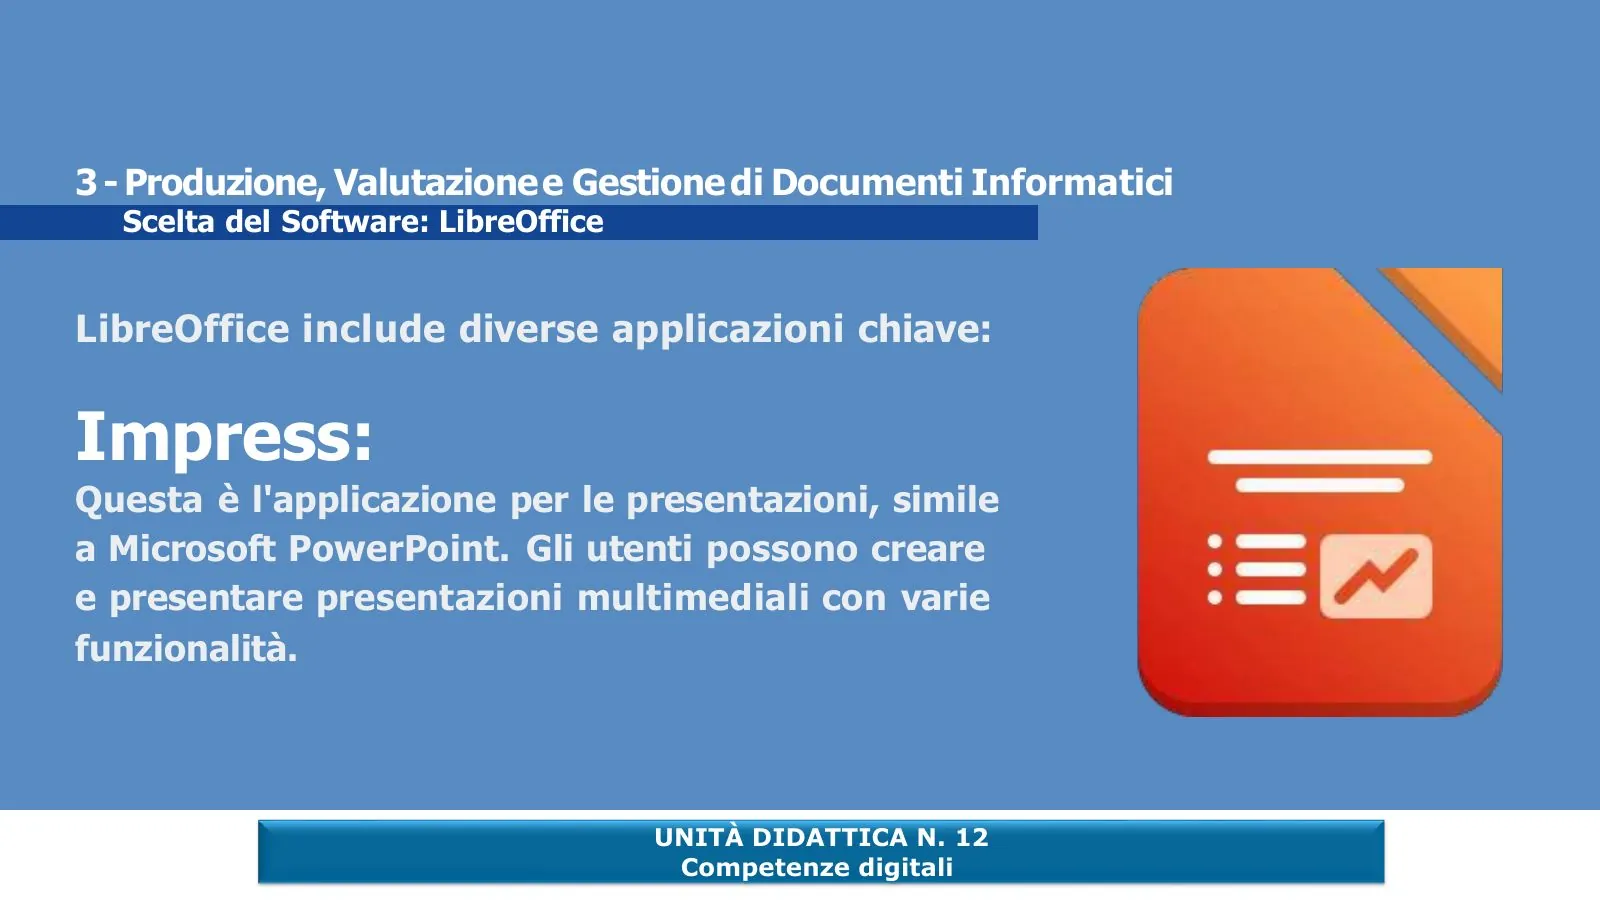 3 - Produzione, Valutazione e Gestione di Documenti Informatici
Scelta del Software: LibreOffice
LibreOffice include diverse applicazioni chiave:
Impress:
Questa è l'applicazione per le presentazioni, simile
a Microsoft PowerPoint. Gli utenti possono creare
e presentare presentazioni multimediali con varie
funzionalità.
UNITÀ DIDATTICA N. 12
Competenze digitali